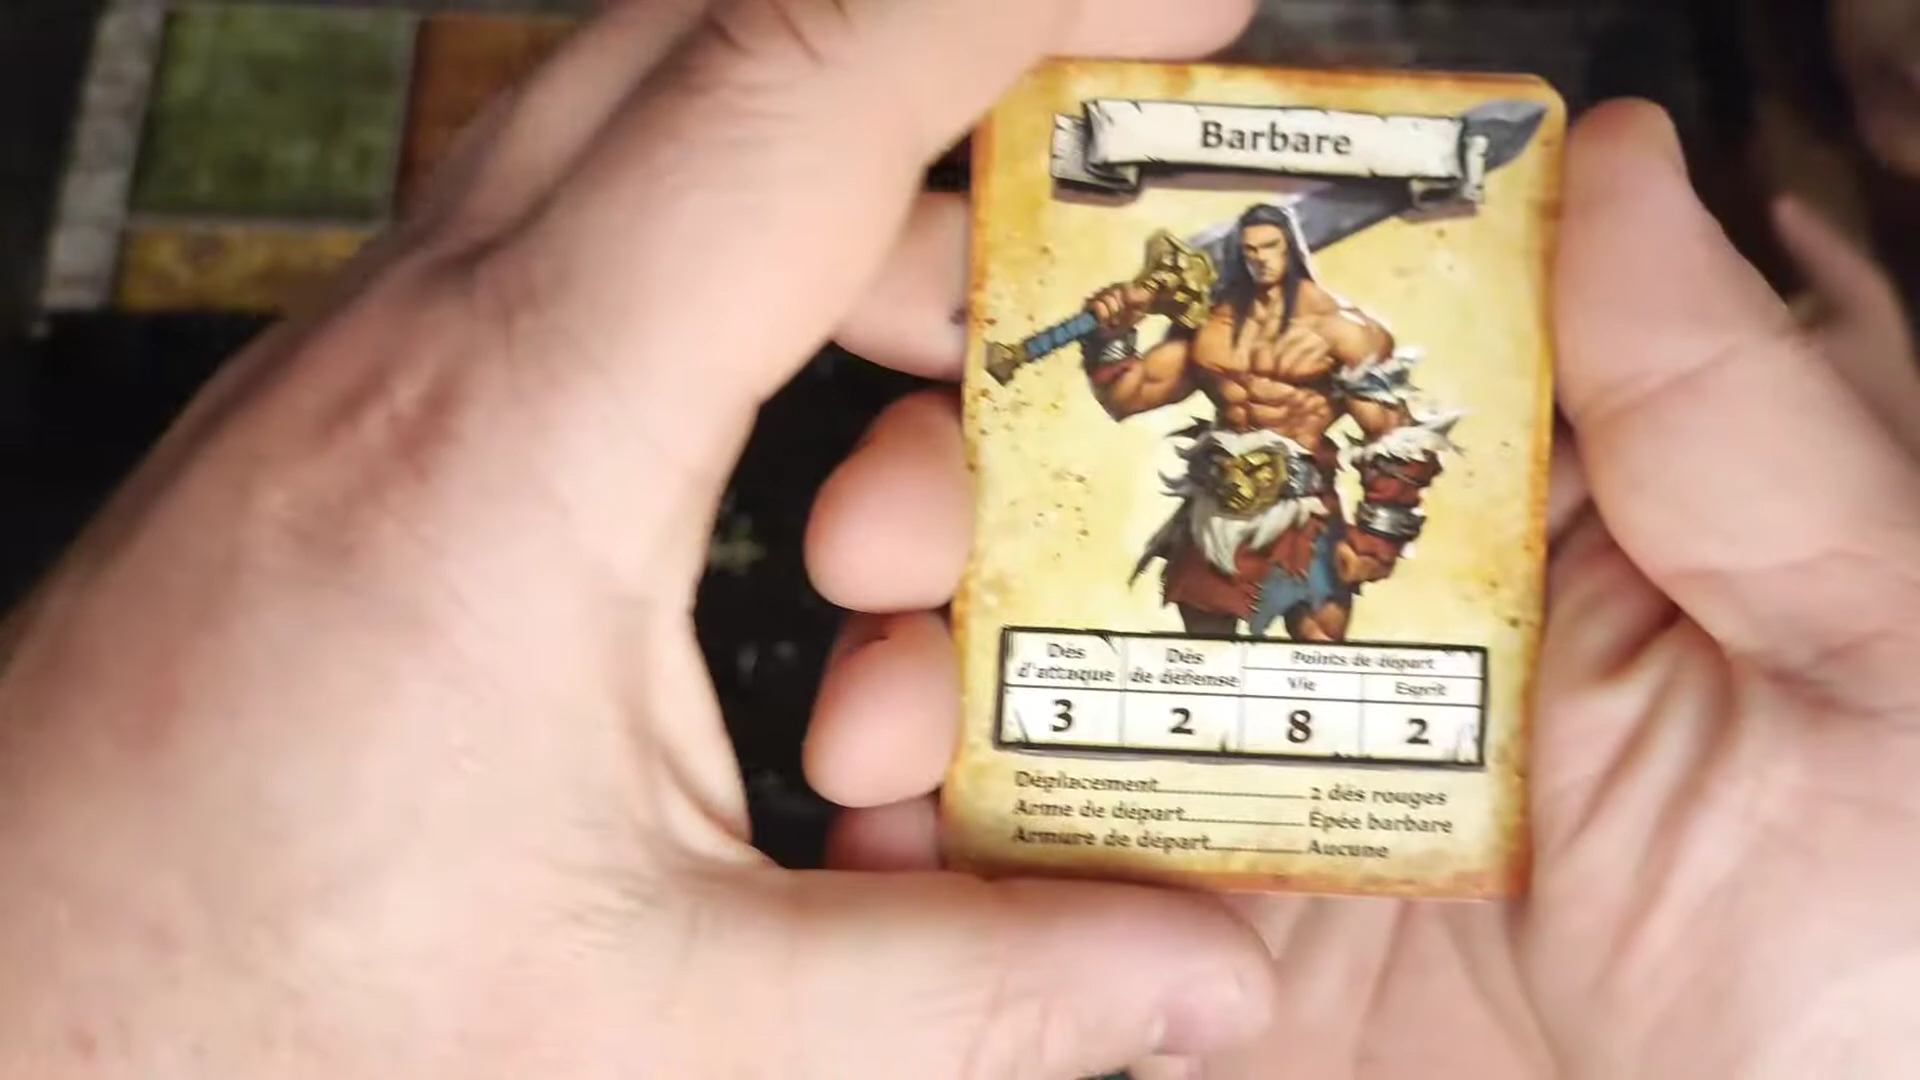 Barbare
Dés d'attaque
Dés de défense
Points de départ
Vie
Esprit
3 2 8 2
Déplacement........................ 2 dés rouges
Arme de départ.................... Épée barbare
Armure de départ............... Aucune